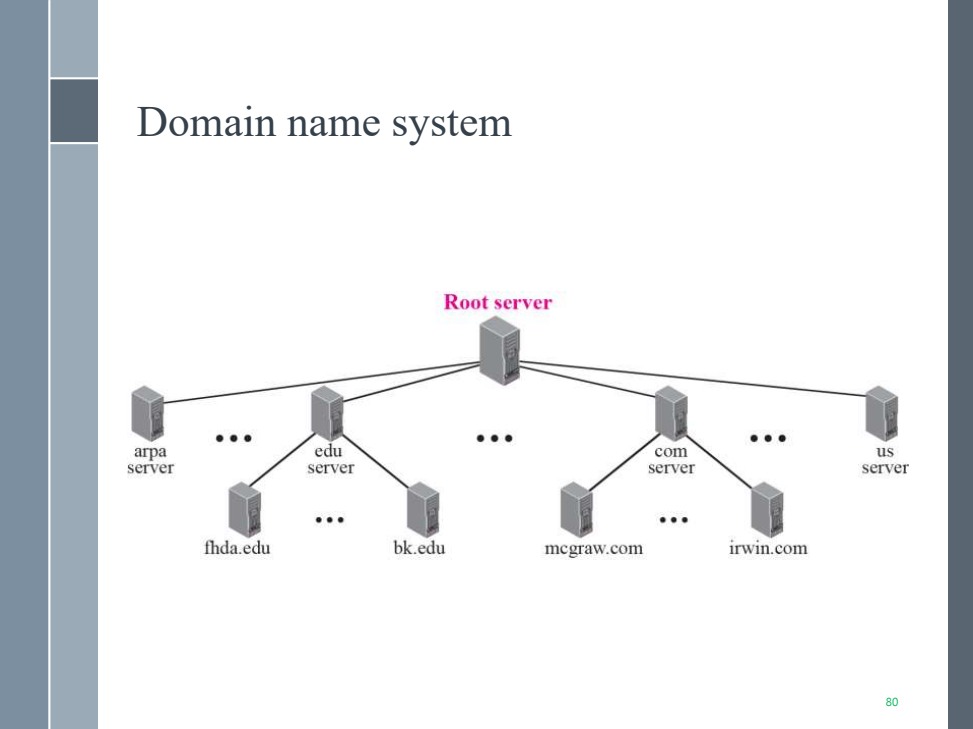 Domain name system
Root server
arpa
server
edu
server
com
server
us
server
fhda.edu
bk.edu
mcgraw.com
irwin.com
80